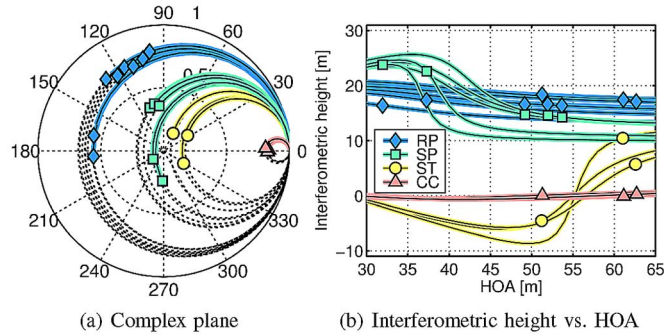 90
1
120
60
0.5
150
30
180
0
210
330
240
300
270
(a) Complex plane
Interferometric height [m]
30
20
10
0
−10
RP
SP
ST
CC
30 35 40 45 50 55 60 65
HOA [m]
(b) Interferometric height vs. HOA